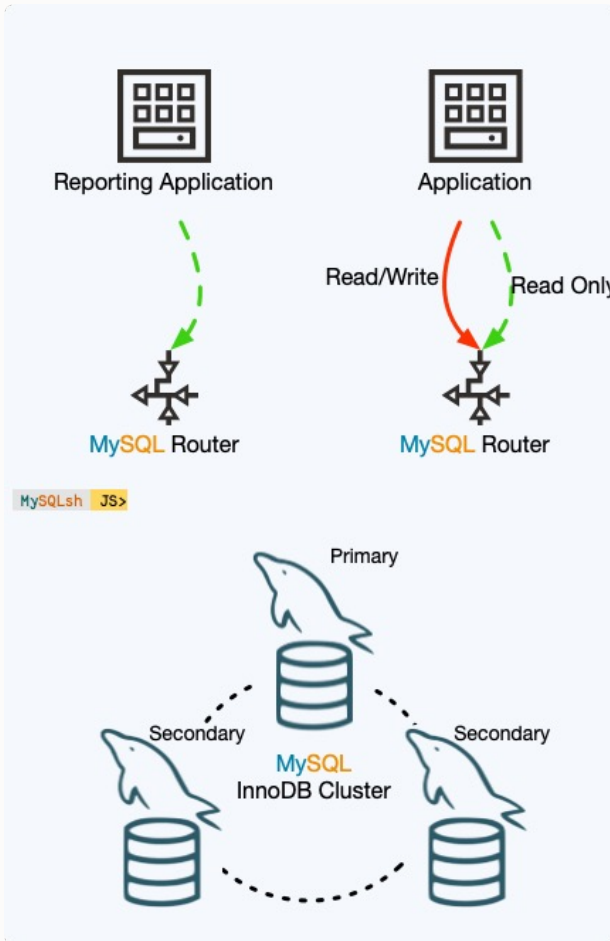 Reporting Application
Application
Read/Write
Read Only
MySQL Router
MySQL Router
MySQLsh JS>
Primary
Secondary
Secondary
MySQL
InnoDB Cluster